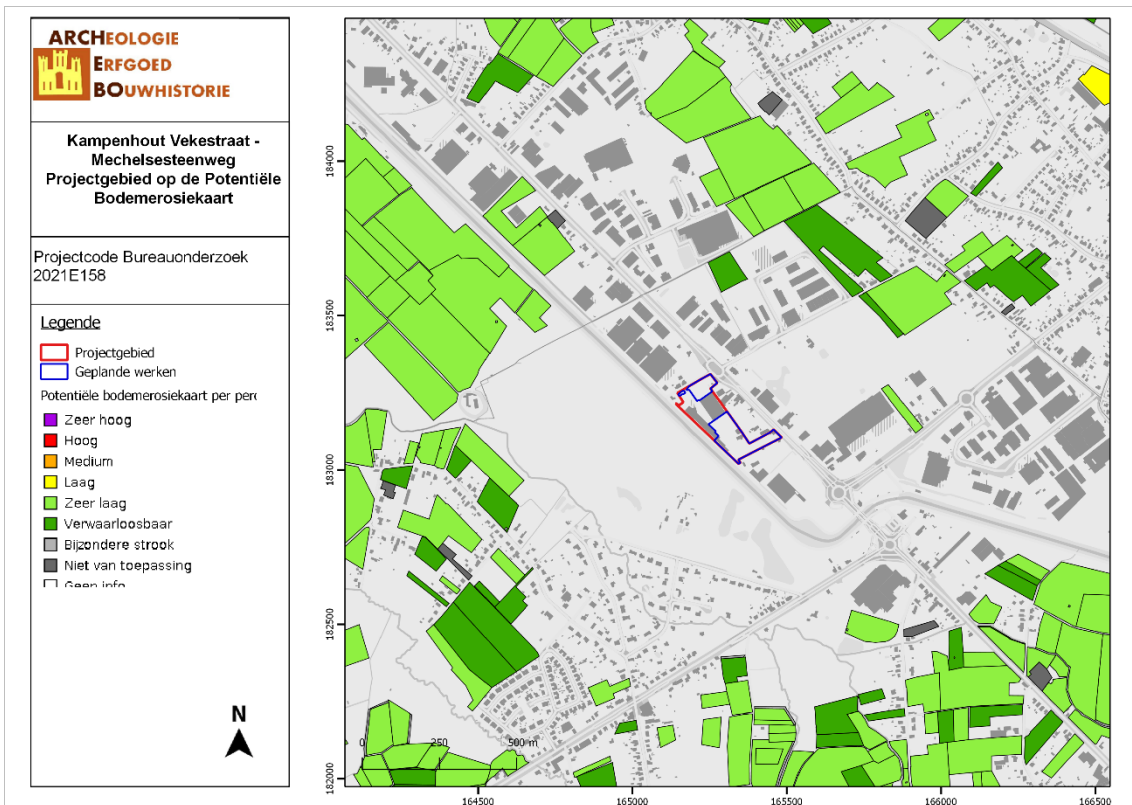 ARCHEOLOGIE
ERFGOED
BOUWHISTORIE
Kampenhout Vekestraat -
Mechelsesteenweg
Projectgebied op de Potentiële
Bodemerosiekaart
Projectcode Bureauonderzoek
2021E158
Legende
Projectgebied
Geplande werken
Potentiële bodemerosiekaart per perc
Zeer hoog
Hoog
Medium
Laag
Zeer laag
Verwaarloosbaar
Bijzondere strook
Niet van toepassing
Geen info
N
184000
183500
183000
182500
182000
0 250 500 m
164500 165000 165500 166000 166500